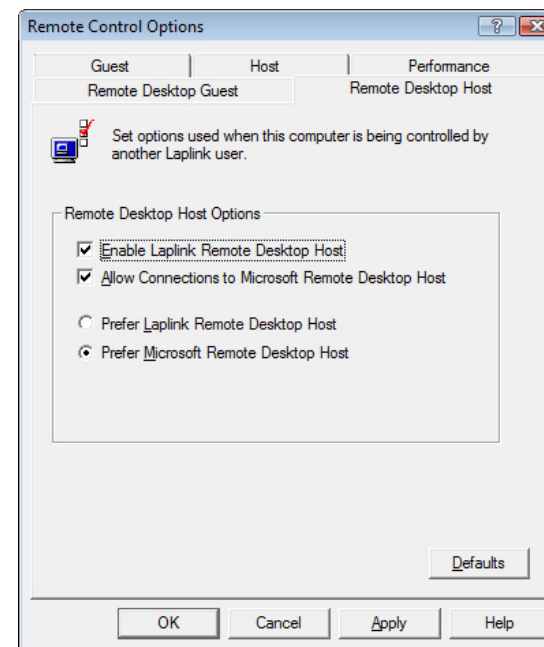 Remote Control Options
Guest
Host
Performance
Remote Desktop Guest
Remote Desktop Host
Set options used when this computer is being controlled by
another Laplink user.
Remote Desktop Host Options
Enable Laplink Remote Desktop Host
Allow Connections to Microsoft Remote Desktop Host
Prefer Laplink Remote Desktop Host
Prefer Microsoft Remote Desktop Host
Defaults
OK
Cancel
Apply
Help